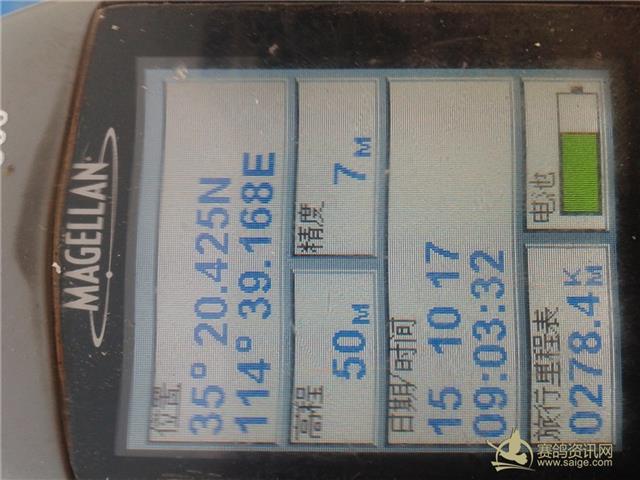 MAGELLAN
位置
35° 20.425N
114° 39.168E
高程
50M
精度
7M
日期/时间
15 10 17
09:03:32
旅行里程表
0278.4KM
电池
赛鸽资讯网
www.saige.com